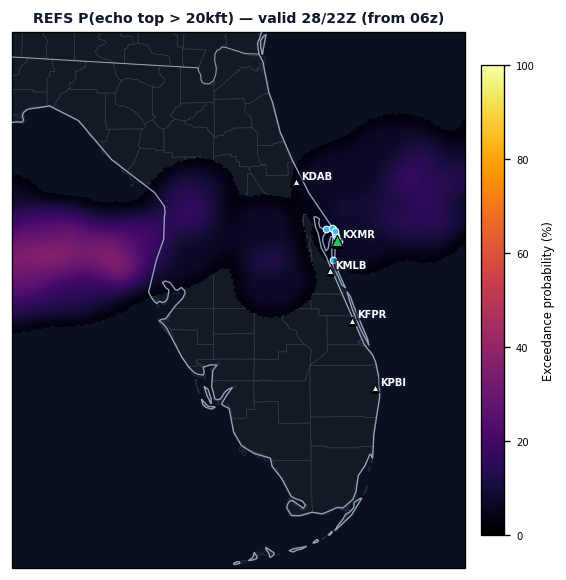 REFS P(echo top > 20kft) — valid 28/22Z (from 06z)
KDAB
KXMR
KMLB
KFPR
KPBI
100
80
60
40
20
0
Exceedance probability (%)